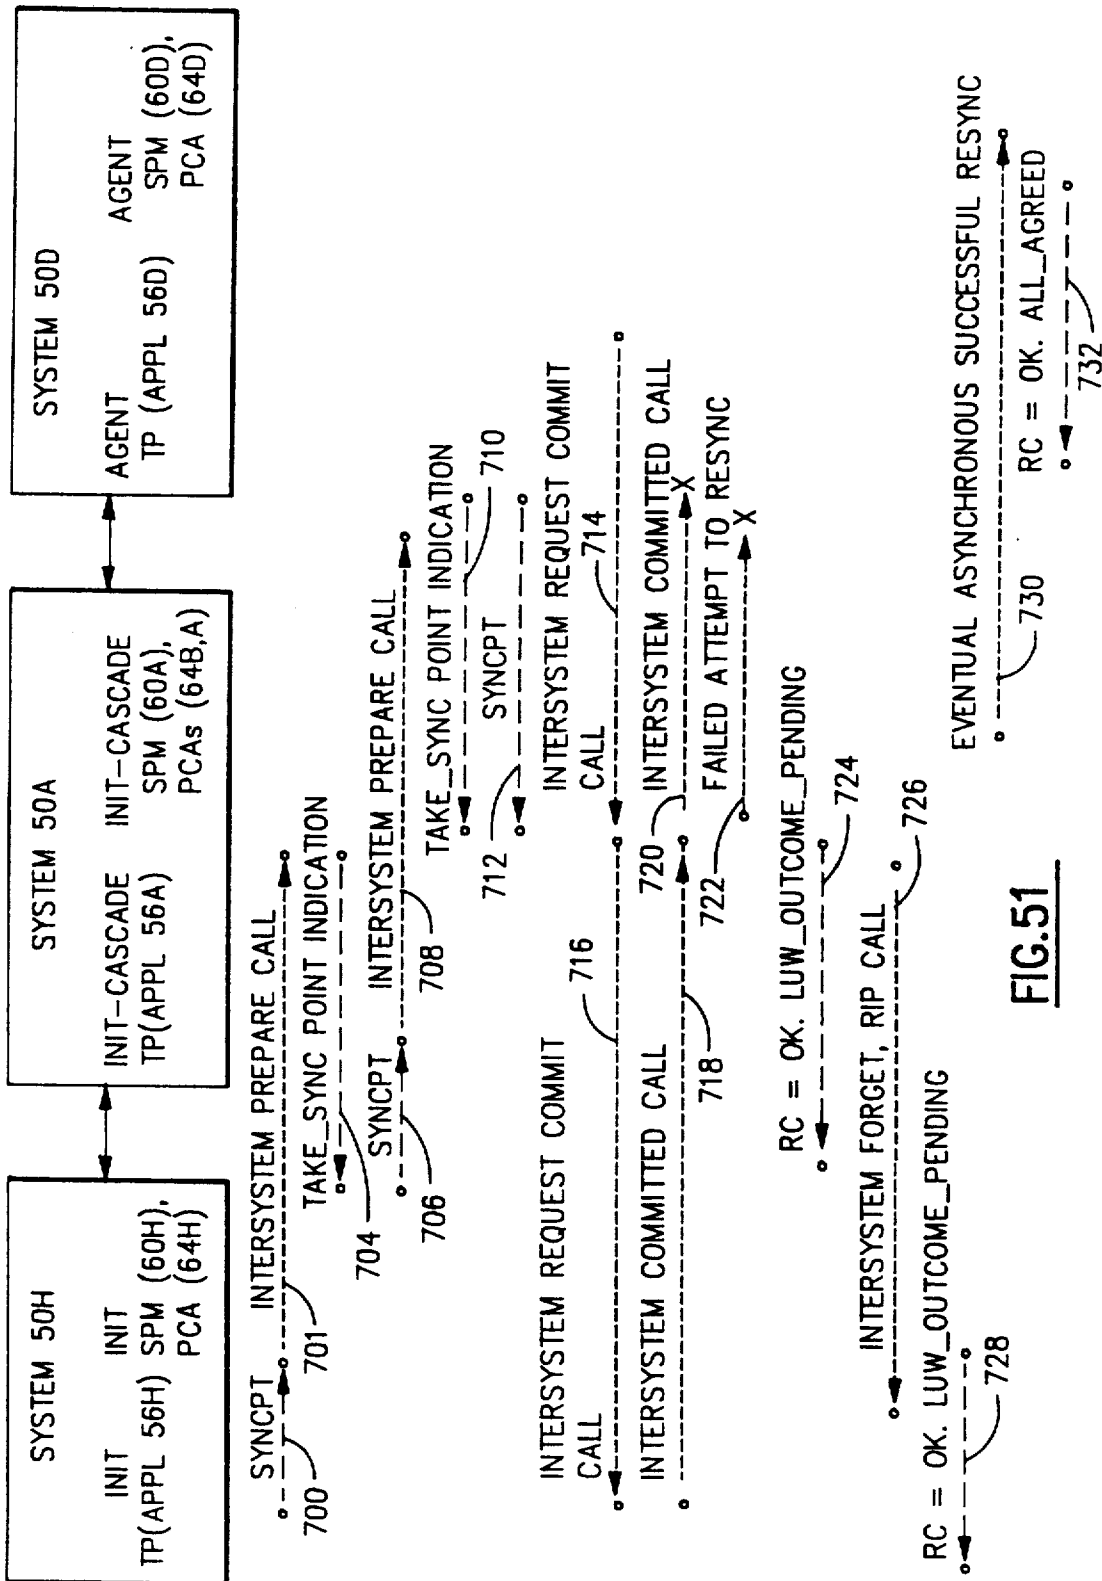 SYSTEM 50H
INIT INIT
TP(APPL 56H) SPM (60H),
PCA (64H)
SYSTEM 50A
INIT-CASCADE INIT-CASCADE
TP(APPL 56A) SPM (60A),
PCAs (64B,A)
SYSTEM 50D
AGENT AGENT
TP (APPL 56D) SPM (60D),
PCA (64D)
SYNCPT INTERSYSTEM PREPARE CALL
700
701
TAKE_SYNC POINT INDICATION
704
SYNCPT INTERSYSTEM PREPARE CALL
706
708
TAKE_SYNC POINT INDICATION
710
SYNCPT
712
INTERSYSTEM REQUEST COMMIT
CALL
714
INTERSYSTEM REQUEST COMMIT
CALL
716
INTERSYSTEM COMMITTED CALL
718
INTERSYSTEM COMMITTED CALL
720
X
FAILED ATTEMPT TO RESYNC
722
X
RC = OK. LUW_OUTCOME_PENDING
724
INTERSYSTEM FORGET, RIP CALL
726
RC = OK. LUW_OUTCOME_PENDING
728
EVENTUAL ASYNCHRONOUS SUCCESSFUL RESYNC
730
RC = OK. ALL_AGREED
732
FIG.51